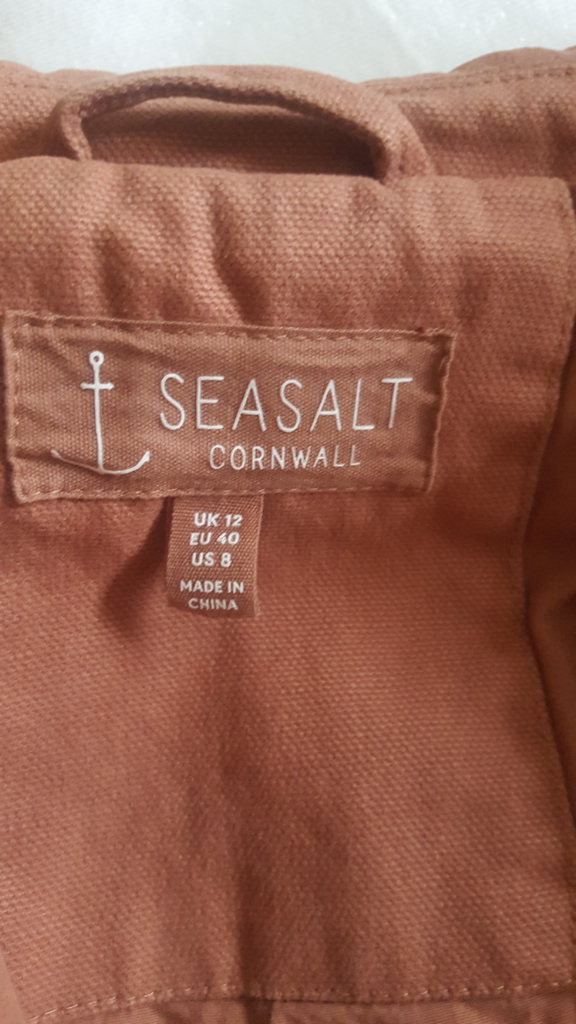 SEASALT
CORNWALL
UK 12
EU 40
US 8
MADE IN
CHINA